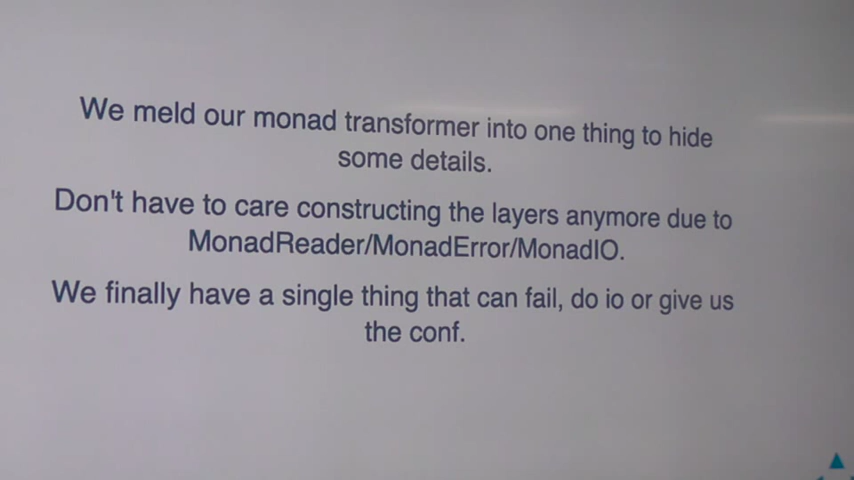 We meld our monad transformer into one thing to hide
some details.
Don't have to care constructing the layers anymore due to
MonadReader/MonadError/MonadIO.
We finally have a single thing that can fail, do io or give us
the conf.